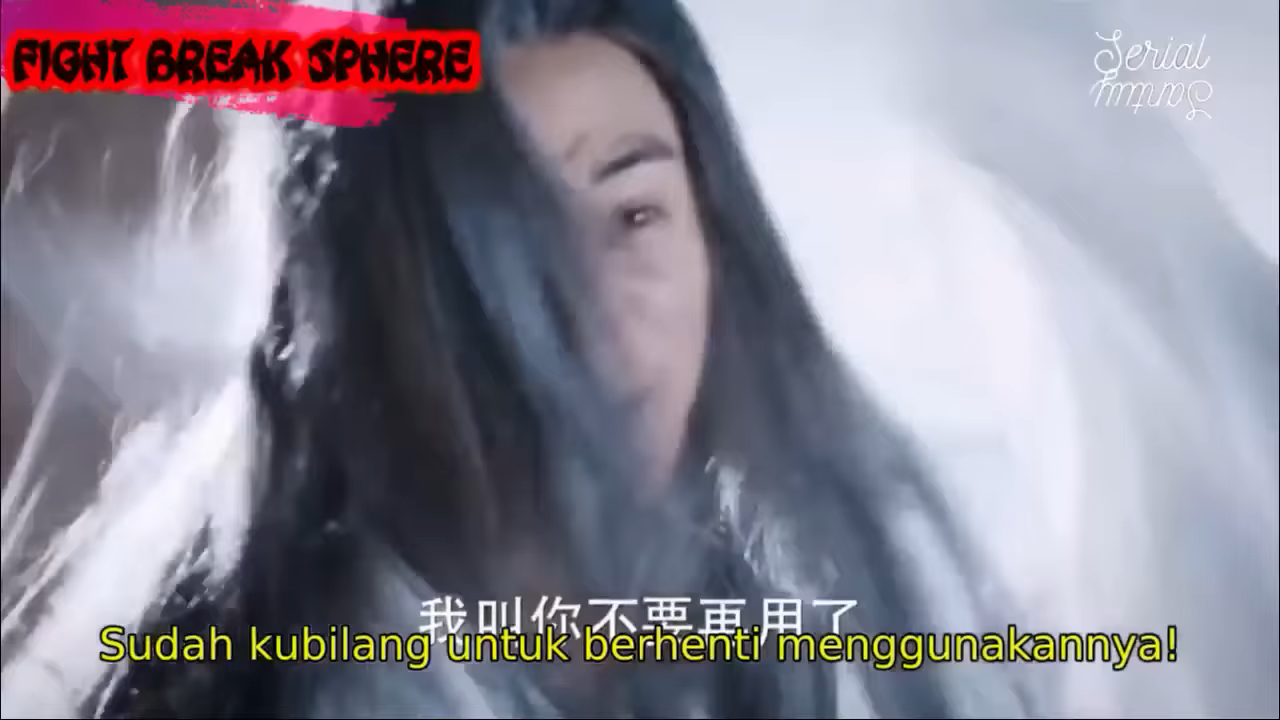 FIGHT BREAK SPHERE
Serial
我叫你不要再用了
Sudah kubilang untuk berhenti menggunakannya!